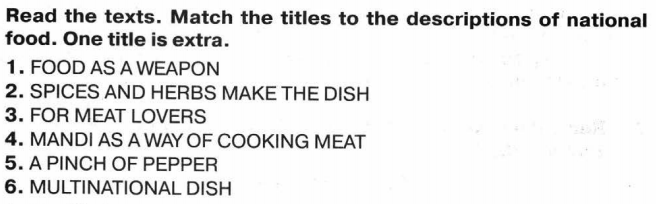 Read the texts. Match the titles to the descriptions of national
food. One title is extra.
1. FOOD AS A WEAPON
2. SPICES AND HERBS MAKE THE DISH
3. FOR MEAT LOVERS
4. MANDI AS A WAY OF COOKING MEAT
5. A PINCH OF PEPPER
6. MULTINATIONAL DISH